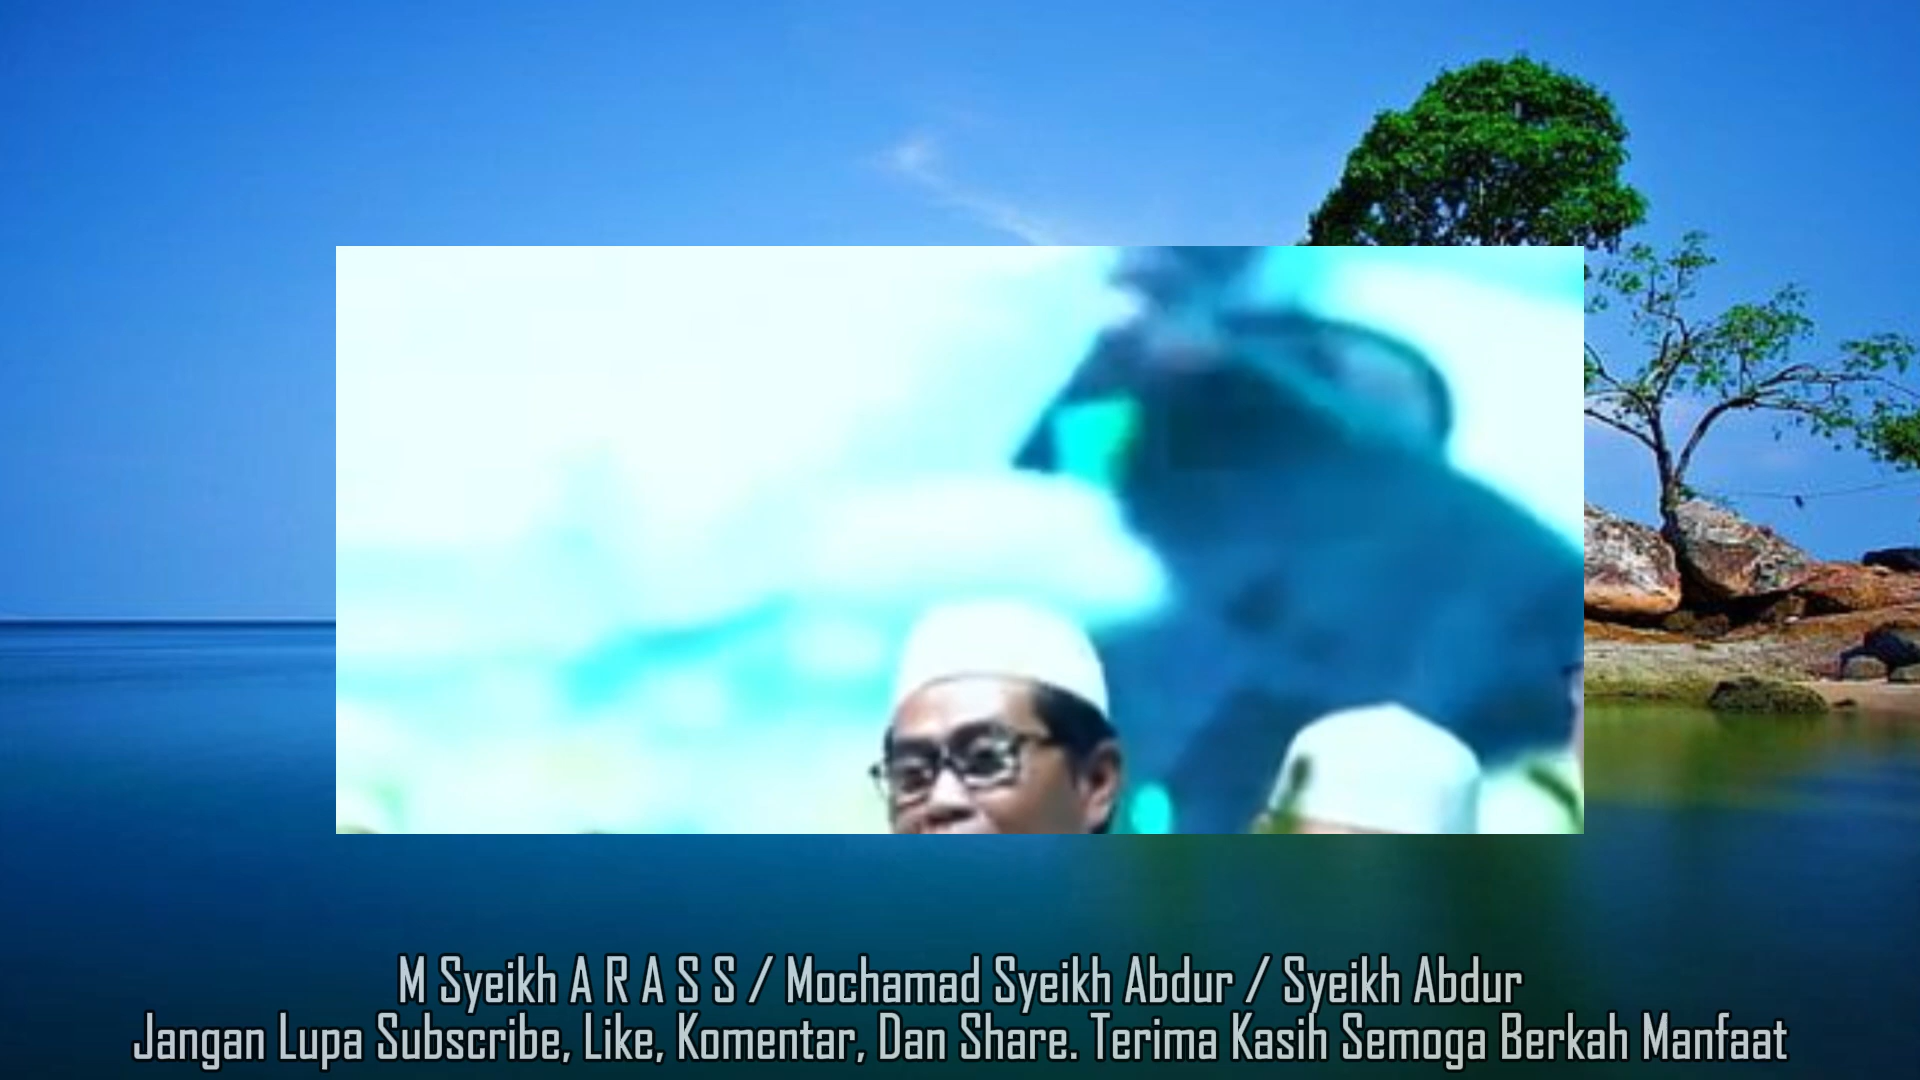 M Syeikh A R A S S / Mochamad Syeikh Abdur / Syeikh Abdur
Jangan Lupa Subscribe, Like, Komentar, Dan Share. Terima Kasih Semoga Berkah Manfaat